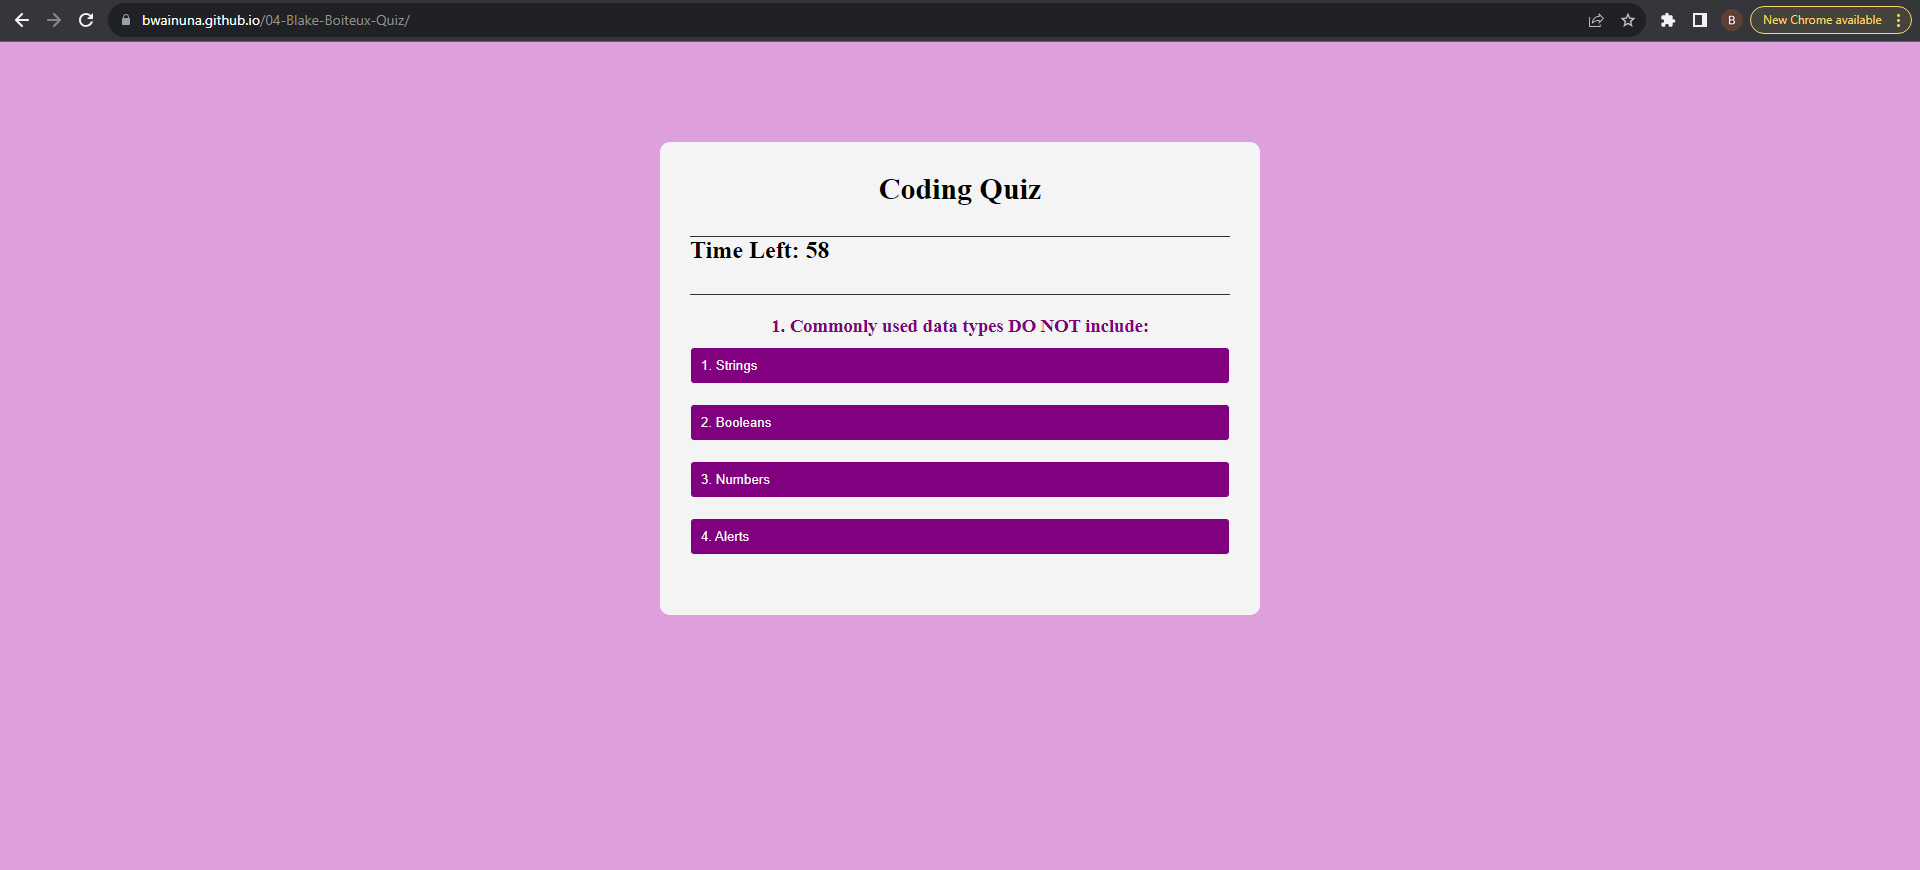 bwainuna.github.io/04-Blake-Boiteux-Quiz/
B
New Chrome available
Coding Quiz
Time Left: 58
1. Commonly used data types DO NOT include:
1. Strings
2. Booleans
3. Numbers
4. Alerts